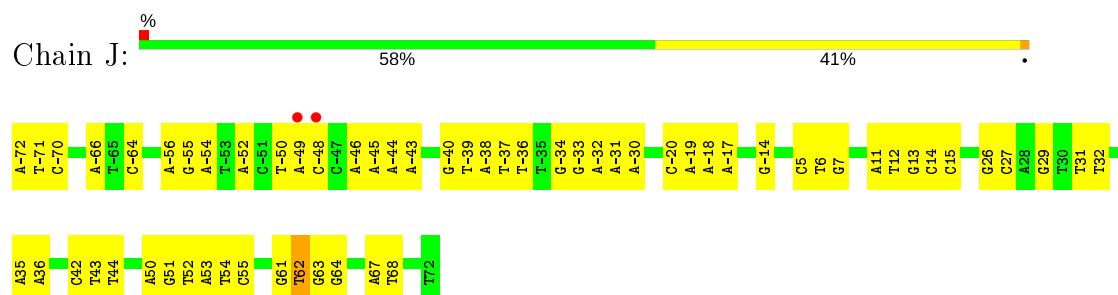 %
Chain J:
58% 41% •
A-72 T-71 C-70 A-66 T-65 C-64 A-56 G-55 A-54 T-53 A-52 C-51 T-50 A-49 C-48 C-47 A-46 A-45 A-44 A-43 G-40 T-39 A-38 T-37 T-36 T-35 G-34 G-33 A-32 A-31 A-30 C-20 A-19 A-18 A-17 G-14 C5 T6 G7 A11 T12 G13 C14 C15 G26 C27 A28 G29 T30 T31 T32
A35 A36 C42 T43 T44 A50 G51 T52 A53 T54 C55 G61 T62 G63 G64 A67 T68 T72